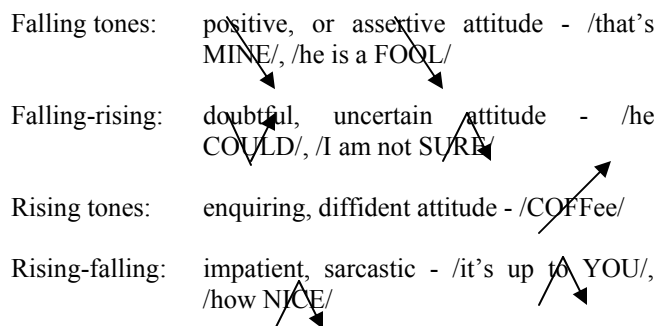 Falling tones: positive, or assertive attitude - /that's
MINE/, /he is a FOOL/
Falling-rising: doubtful, uncertain attitude - /he
COULD/, /I am not SURE/
Rising tones: enquiring, diffident attitude - /COFFee/
Rising-falling: impatient, sarcastic - /it's up to YOU/,
/how NICE/